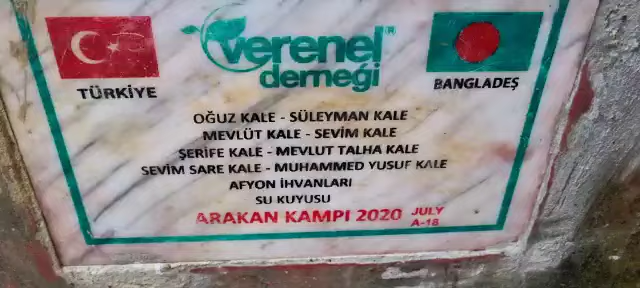 verenel
derneği
TÜRKİYE
BANGLADEŞ
OĞUZ KALE - SÜLEYMAN KALE
MEVLÜT KALE - SEVİM KALE
ŞERİFE KALE - MEVLUT TALHA KALE
SEVİM SARE KALE - MUHAMMED YUSUF KALE
AFYON İHVANLARI
SU KUYUSU
ARAKAN KAMPI 2020 JULY
A-18